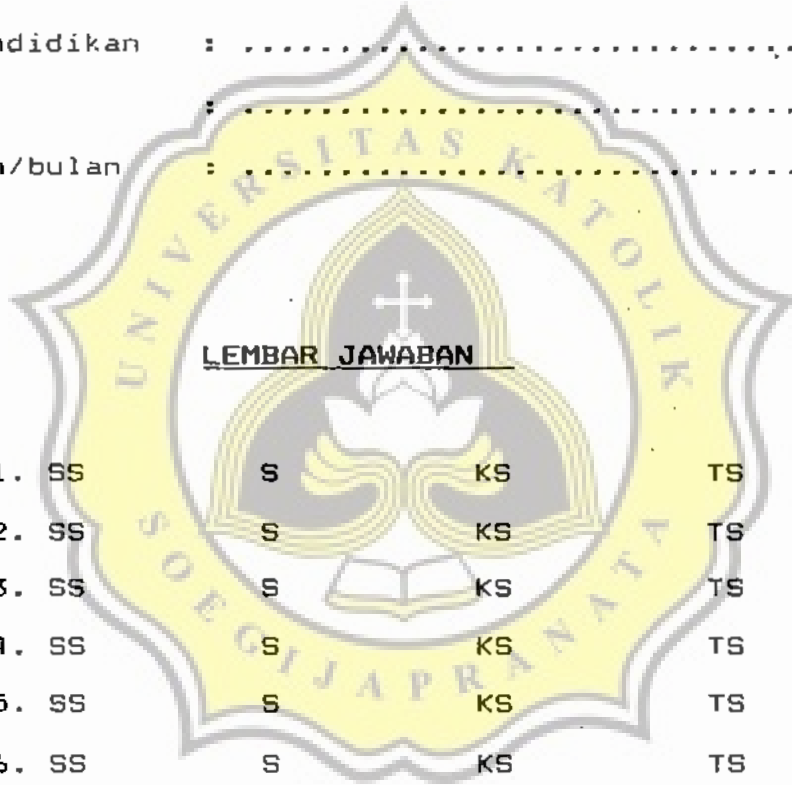 ndidikan : ........................................
: ........................................
n/bulan : ........................................
UNIVERSITAS KATOLIK
LEMBAR JAWABAN
1. SS S KS TS
2. SS S KS TS
3. SS S KS TS
4. SS S KS TS
5. SS S KS TS
6. SS S KS TS
SOEGIJAPRANATA